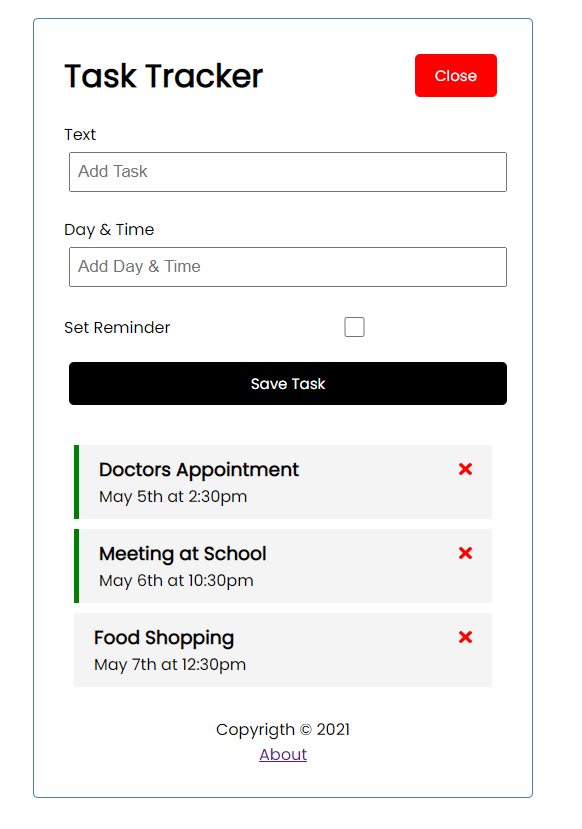 Task Tracker
Close
Text
Add Task
Day & Time
Add Day & Time
Set Reminder
Save Task
Doctors Appointment
May 5th at 2:30pm
Meeting at School
May 6th at 10:30pm
Food Shopping
May 7th at 12:30pm
Copyrigth © 2021
About